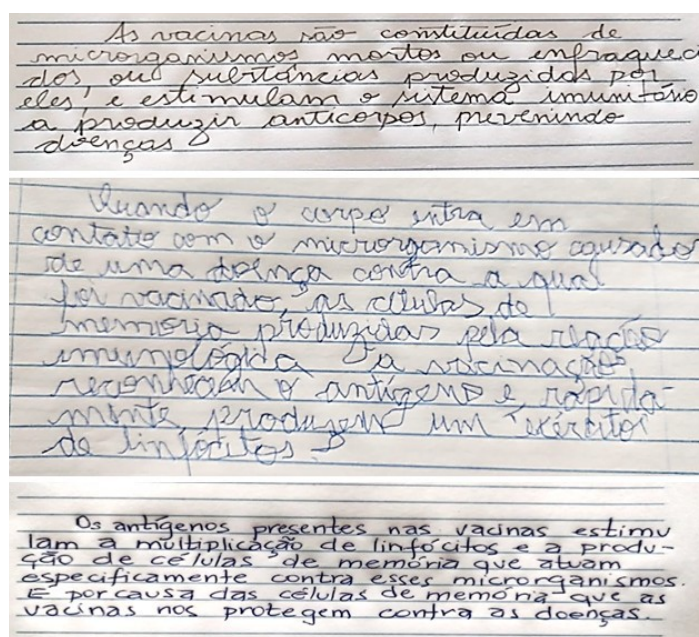 As vacinas são constituídas de
microrganismos mortos ou enfraqueci
dos, ou substâncias produzidas por
eles, e estimulam o sistema imunitário
a produzir anticorpos, prevenindo
doenças
Quando o corpo entra em
contato com o microrganismo causador
de uma doença contra a qual
foi vacinado, as células de
memória produzidas pela reação
imunológica à vacinação,
reconhecem o antígeno e, rapida-
mente, produzem um "exército"
de linfócitos.
Os antígenos presentes nas vacinas estimu
lam a multiplicação de linfócitos e a produ-
ção de células de memória que atuam
especificamente contra esses microrganismos.
É por causa das células de memória que as
vacinas nos protegem contra as doenças.